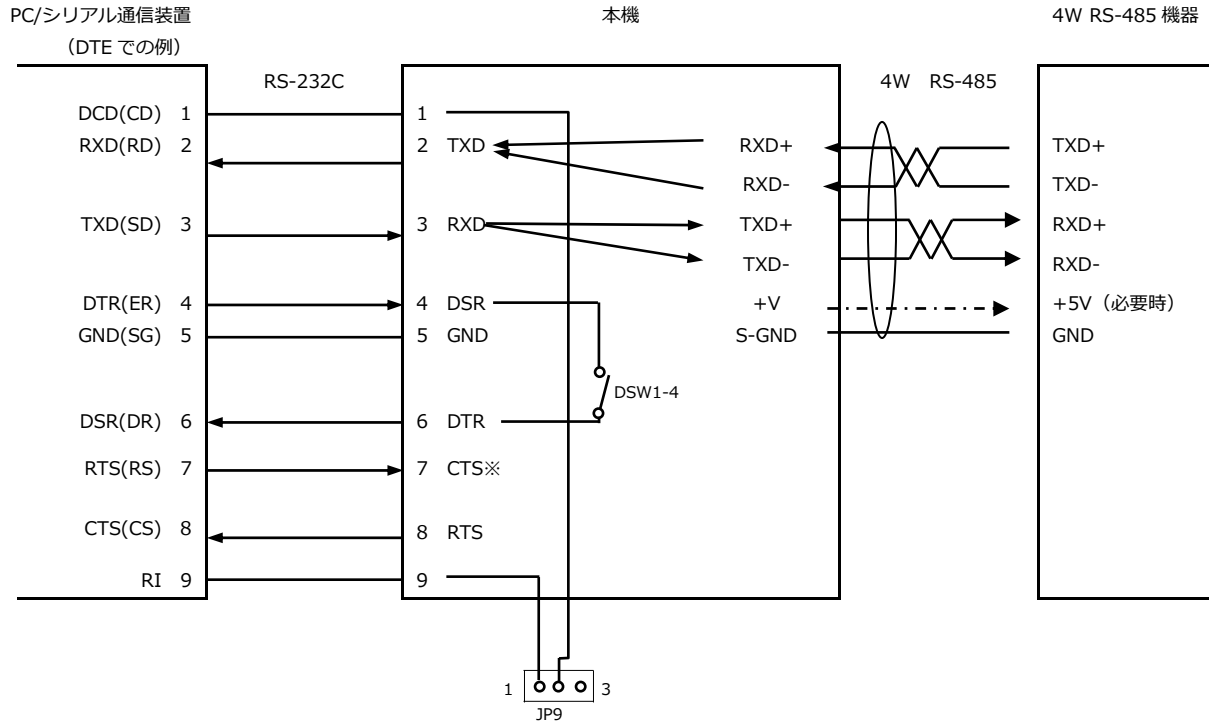 PC/シリアル通信装置 本機 4W RS-485 機器
（DTE での例）
RS-232C 4W RS-485
DCD(CD) 1 1
RXD(RD) 2 2 TXD RXD+ TXD+
RXD- TXD-
TXD(SD) 3 3 RXD TXD+ RXD+
TXD- RXD-
DTR(ER) 4 4 DSR +V +5V（必要時）
GND(SG) 5 5 GND S-GND GND
DSW1-4
DSR(DR) 6 6 DTR
RTS(RS) 7 7 CTS※
CTS(CS) 8 8 RTS
RI 9 9
1 3
JP9